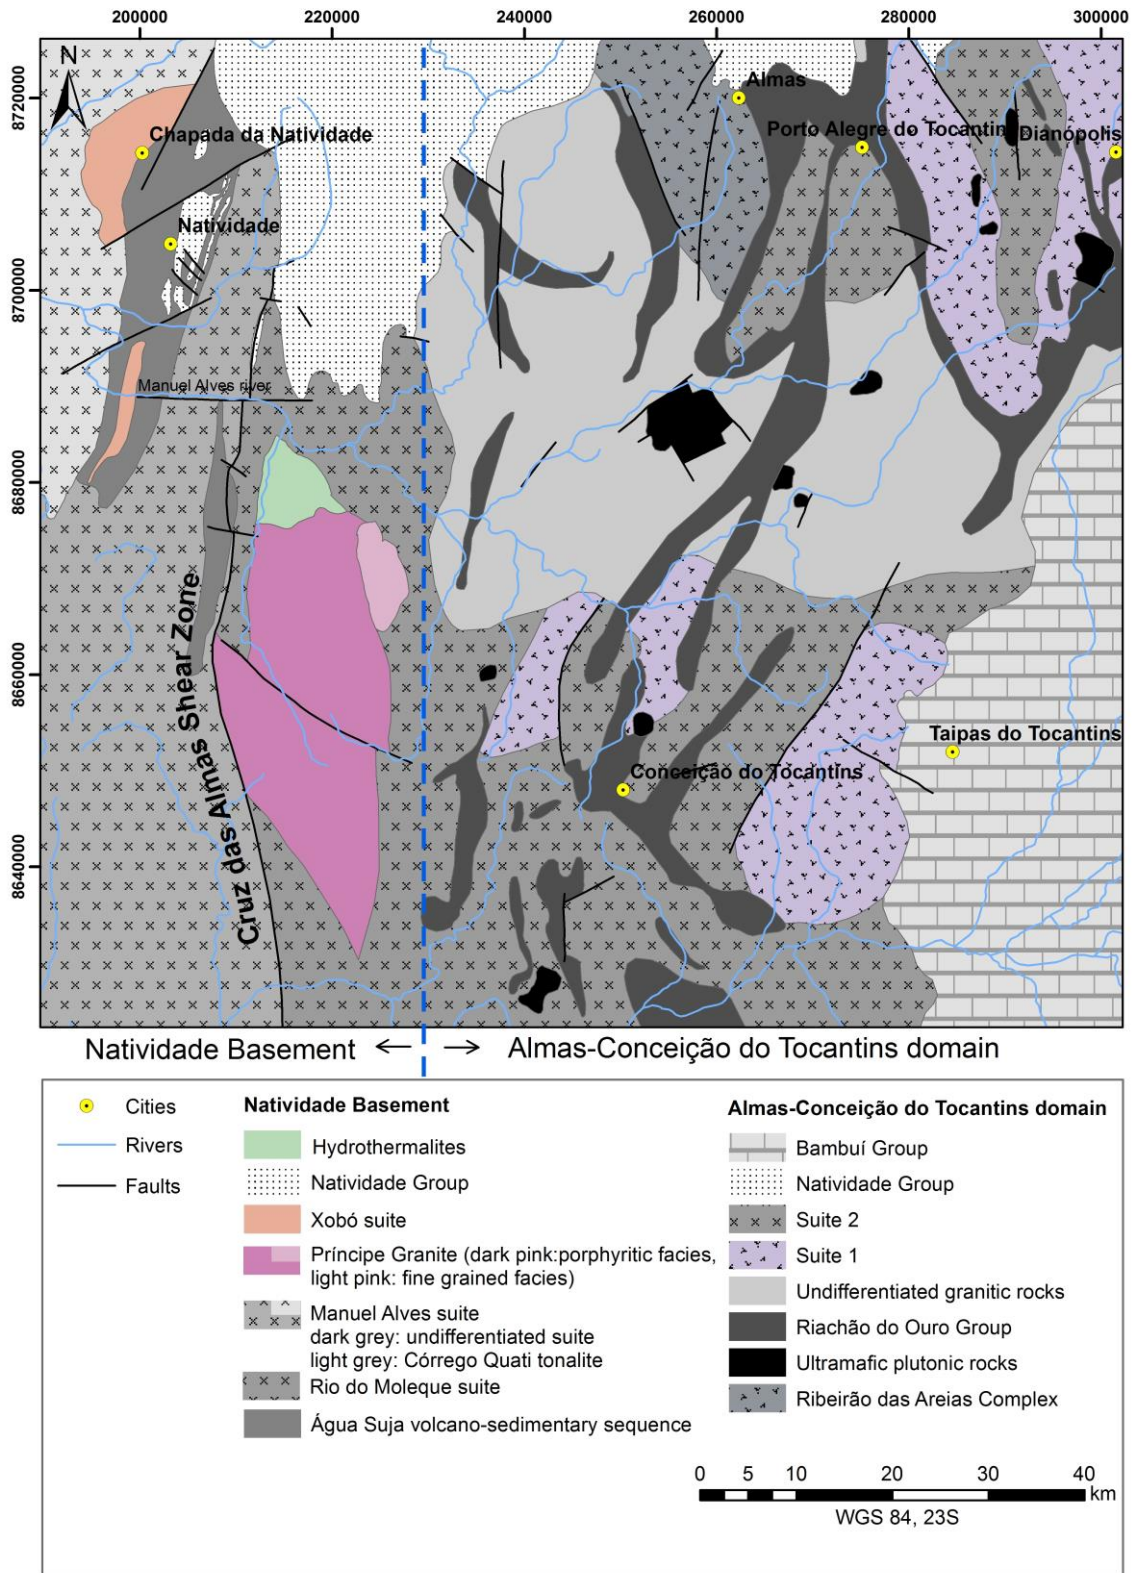 200000 220000 240000 260000 280000 300000
8720000
8700000
8680000
8660000
8640000
N
Almas
Chapada da Natividade
Porto Alegre do Tocantins
Dianópolis
Natividade
Manuel Alves river
Cruz das Almas Shear Zone
Taipas do Tocantins
Conceição do Tocantins
Natividade Basement
Almas-Conceição do Tocantins domain
Cities
Rivers
Faults
Natividade Basement
Hydrothermalites
Natividade Group
Xobó suite
Príncipe Granite (dark pink:porphyritic facies,
light pink: fine grained facies)
Manuel Alves suite
dark grey: undifferentiated suite
light grey: Córrego Quati tonalite
Rio do Moleque suite
Água Suja volcano-sedimentary sequence
Almas-Conceição do Tocantins domain
Bambuí Group
Natividade Group
Suite 2
Suite 1
Undifferentiated granitic rocks
Riachão do Ouro Group
Ultramafic plutonic rocks
Ribeirão das Areias Complex
0 5 10 20 30 40
km
WGS 84, 23S